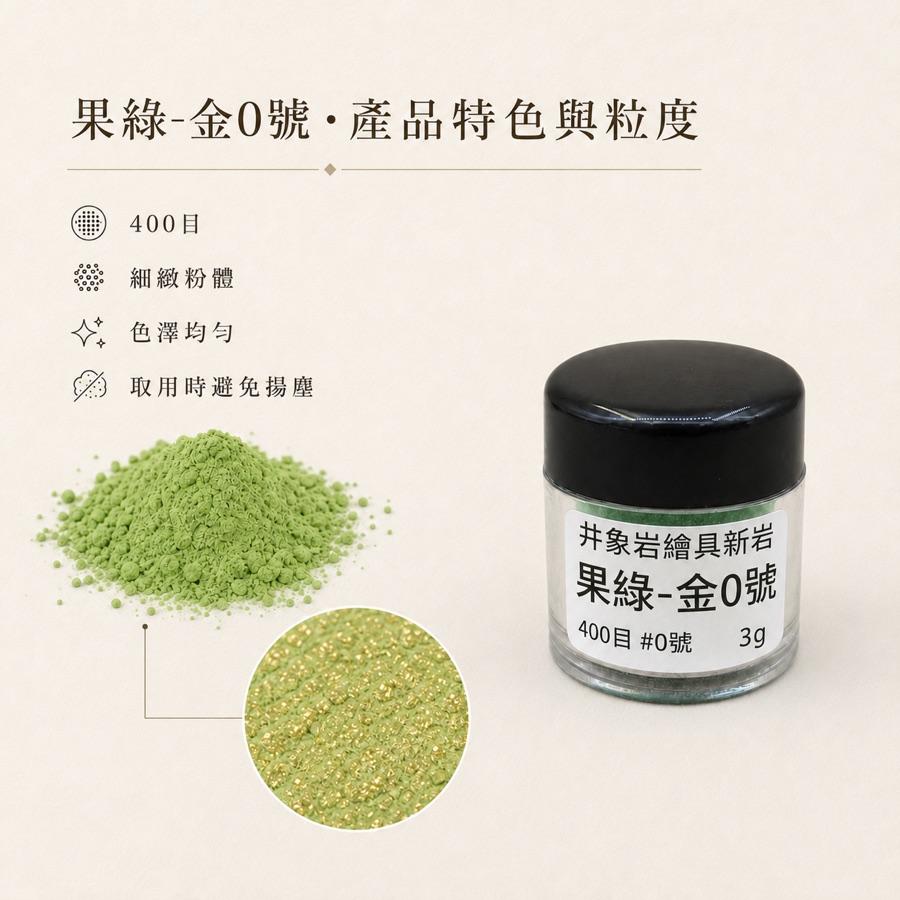 果綠-金0號・產品特色與粒度
400目
細緻粉體
色澤均勻
取用時避免揚塵
井象岩繪具新岩
果綠-金0號
400目 #0號 3g